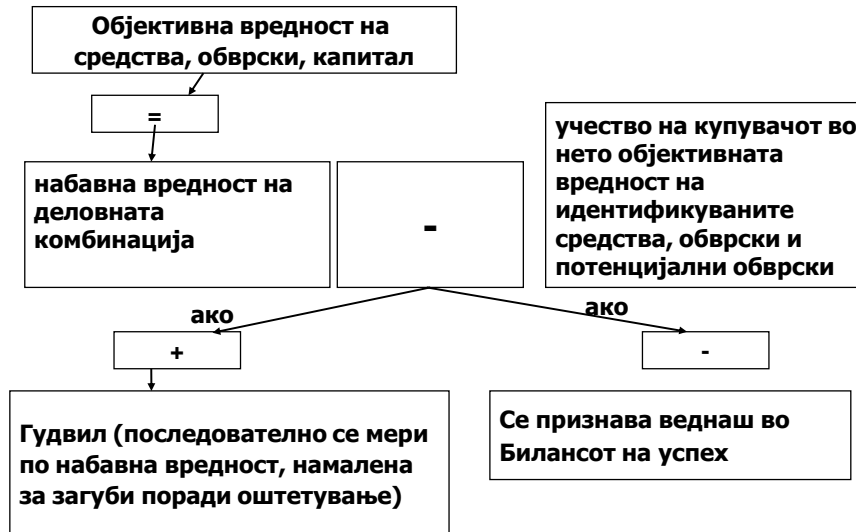 Објективна вредност на
средства, обврски, капитал
=
набавна вредност на
деловната
комбинација
-
учество на купувачот во
нето објективната
вредност на
идентификуваните
средства, обврски и
потенцијални обврски
ако
ако
+
-
Гудвил (последователно се мери
по набавна вредност, намалена
за загуби поради оштетување)
Се признава веднаш во
Билансот на успех